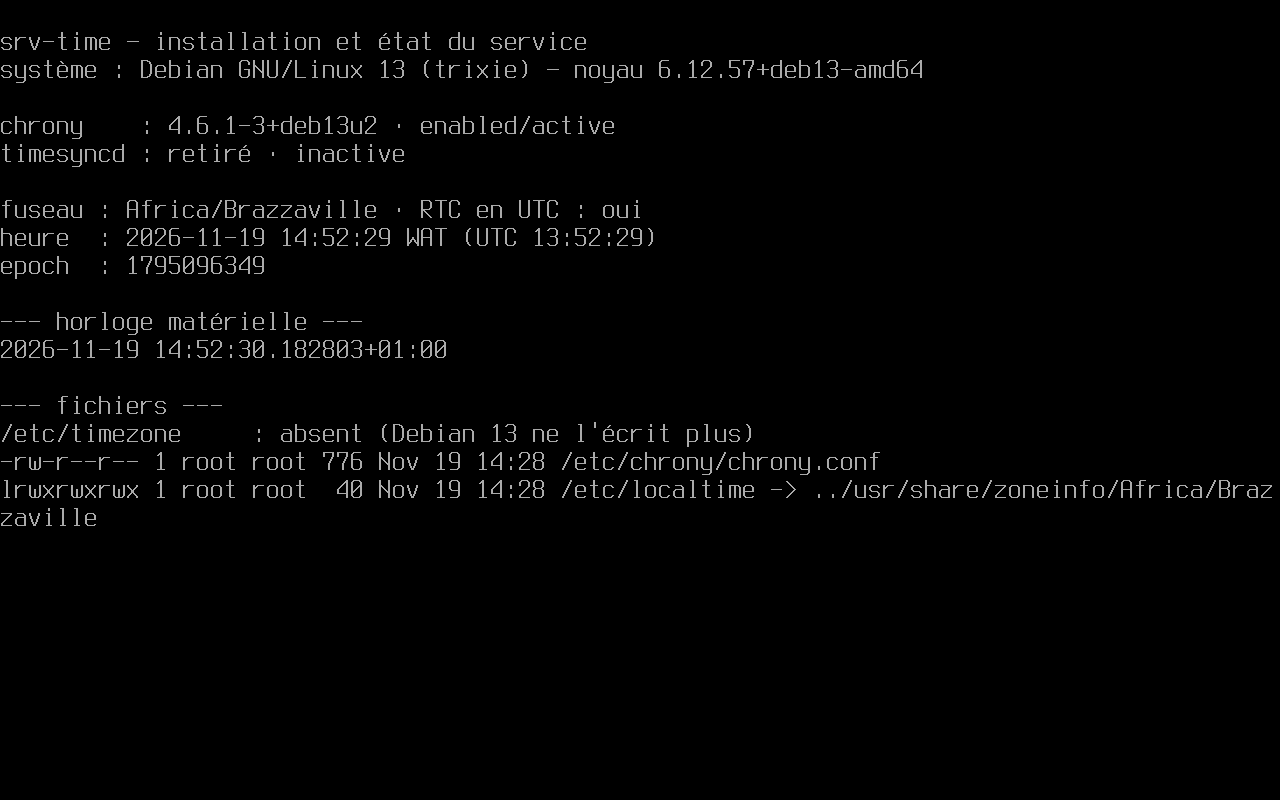 srv-time — installation et état du service
système : Debian GNU/Linux 13 (trixie) — noyau 6.12.57+deb13-amd64
chrony    : 4.6.1-3+deb13u2 · enabled/active
timesyncd : retiré · inactive
fuseau : Africa/Brazzaville · RTC en UTC : oui
heure  : 2026-11-19 14:52:29 WAT (UTC 13:52:29)
epoch  : 1795096349
--- horloge matérielle ---
2026-11-19 14:52:30.182803+01:00
--- fichiers ---
/etc/timezone     : absent (Debian 13 ne l'écrit plus)
-rw-r--r-- 1 root root 776 Nov 19 14:28 /etc/chrony/chrony.conf
lrwxrwxrwx 1 root root  40 Nov 19 14:28 /etc/localtime -> ../usr/share/zoneinfo/Africa/Braz
zaville